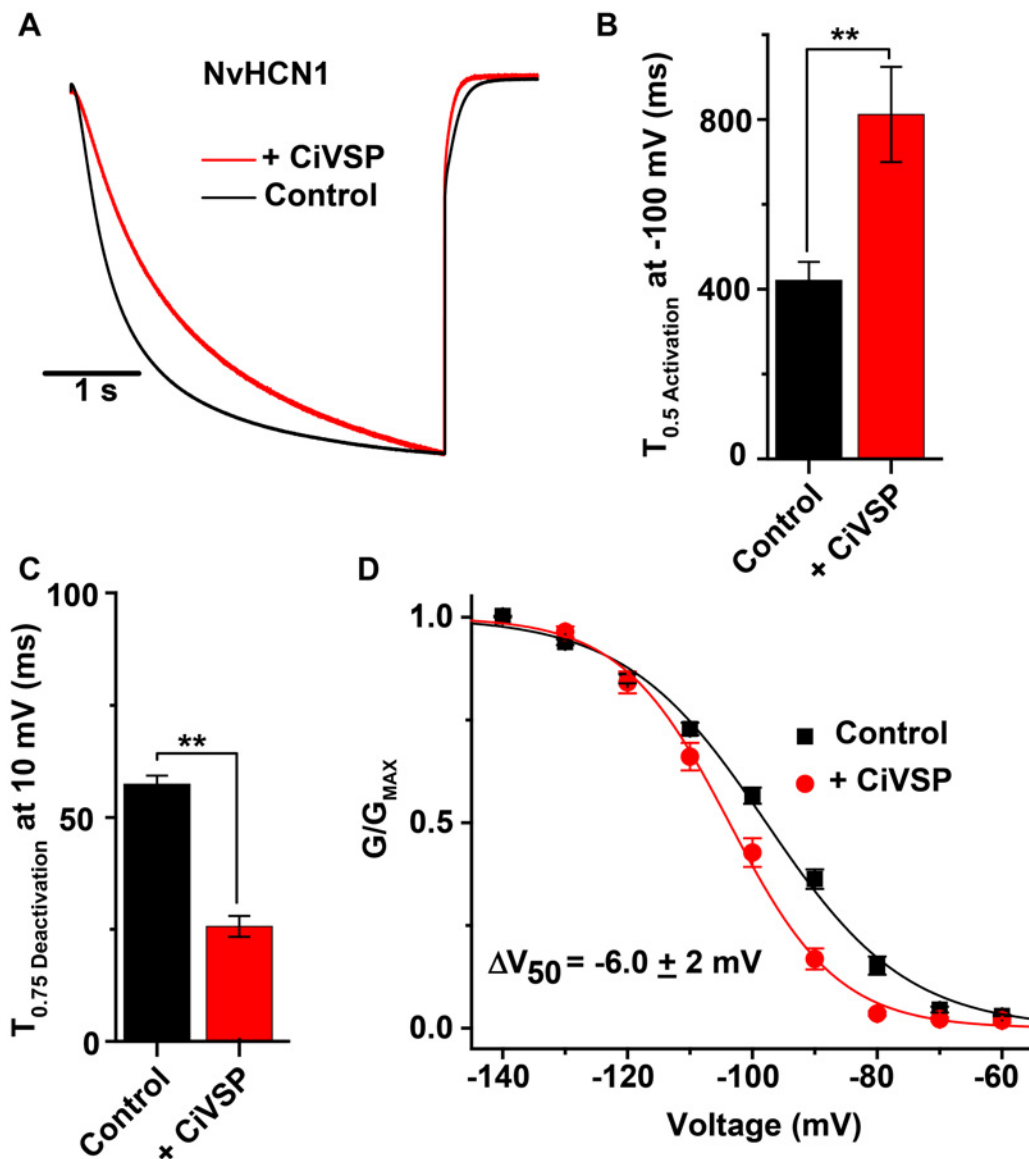 A
NvHCN1
+ CiVSP
Control
1 s
B
**
T0.5 Activation at -100 mV (ms)
800
400
0
Control
+ CiVSP
C
**
T0.75 Deactivation at 10 mV (ms)
100
50
0
Control
+ CiVSP
D
G/GMAX
1.0
0.5
0.0
Control
+ CiVSP
ΔV50 = -6.0 ± 2 mV
-140 -120 -100 -80 -60
Voltage (mV)